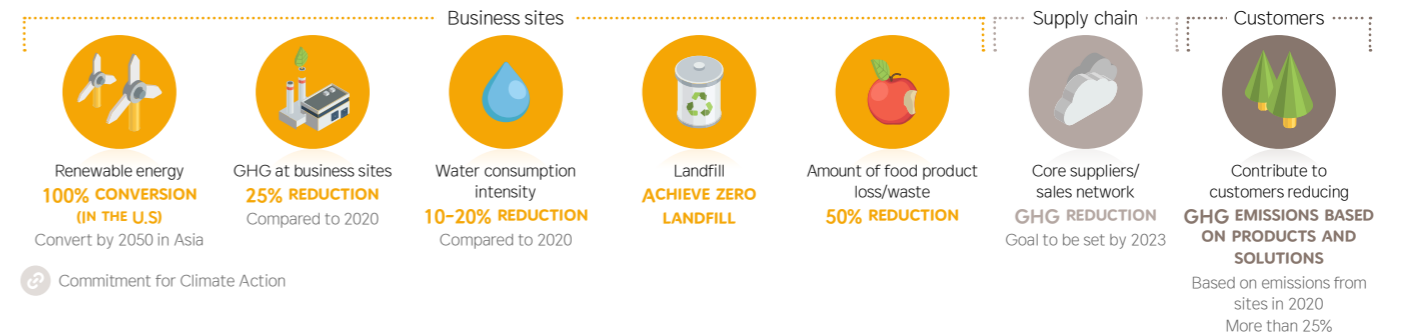 Business sites
Supply chain
Customers
Renewable energy
100% CONVERSION
(IN THE U.S)
Convert by 2050 in Asia
GHG at business sites
25% REDUCTION
Compared to 2020
Water consumption
intensity
10-20% REDUCTION
Compared to 2020
Landfill
ACHIEVE ZERO
LANDFILL
Amount of food product
loss/waste
50% REDUCTION
Core suppliers/
sales network
GHG REDUCTION
Goal to be set by 2023
Contribute to
customers reducing
GHG EMISSIONS BASED
ON PRODUCTS AND
SOLUTIONS
Based on emissions from
sites in 2020
More than 25%
Commitment for Climate Action